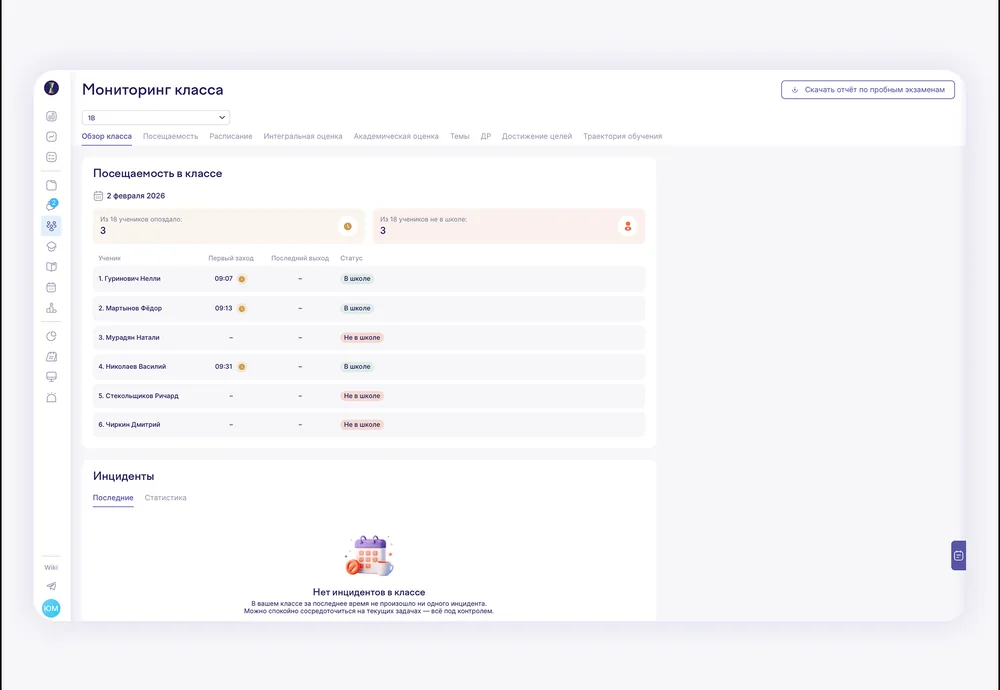 Мониторинг класса
Скачать отчёт по пробным экзаменам
1В
Обзор класса Посещаемость Расписание Интегральная оценка Академическая оценка Темы ДР Достижение целей Траектория обучения
Посещаемость в классе
2 февраля 2026
Из 18 учеников опоздало:
3
Из 18 учеников не в школе:
3
Ученик Первый заход Последний выход Статус
1. Гуринович Нелли 09:07 – В школе
2. Мартынов Фёдор 09:13 – В школе
3. Мурадян Натали – – Не в школе
4. Николаев Василий 09:31 – В школе
5. Стекольщиков Ричард – – Не в школе
6. Чиркин Дмитрий – – Не в школе
Инциденты
Последние Статистика
Нет инцидентов в классе
В вашем классе за последнее время не произошло ни одного инцидента.
Можно спокойно сосредоточиться на текущих задачах — всё под контролем.
2
Wiki
ЮМ